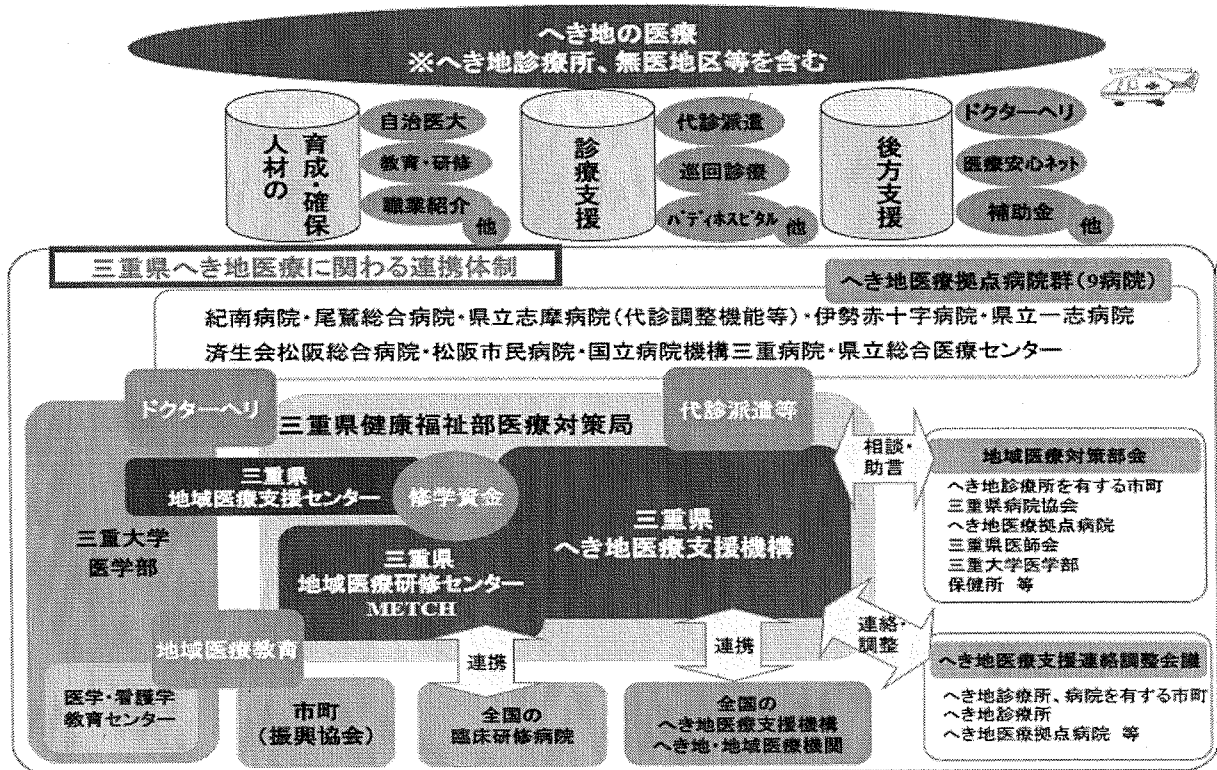 へき地の医療
※へき地診療所、無医地区等を含む
人材の
育成・確保
自治医大
教育・研修
職業紹介
他
診療支援
代診派遣
巡回診療
バディホスピタル
他
後方支援
ドクターヘリ
医療安心ネット
補助金
他
三重県へき地医療に関わる連携体制
へき地医療拠点病院群(9病院)
紀南病院・尾鷲総合病院・県立志摩病院(代診調整機能等)・伊勢赤十字病院・県立一志病院
済生会松阪総合病院・松阪市民病院・国立病院機構三重病院・県立総合医療センター
ドクターヘリ
三重県健康福祉部医療対策局
代診派遣等
三重県
地域医療支援センター
修学資金
三重県
へき地医療支援機構
三重県
地域医療研修センター
METCH
三重大学
医学部
地域医療教育
医学・看護学
教育センター
市町
(振興協会)
連携
全国の
臨床研修病院
連携
全国の
へき地医療支援機構
へき地・地域医療機関
相談・
助言
地域医療対策部会
へき地診療所を有する市町
三重県病院協会
へき地医療拠点病院
三重県医師会
三重大学医学部
保健所 等
連絡・
調整
へき地医療支援連絡調整会議
へき地診療所、病院を有する市町
へき地診療所
へき地医療拠点病院 等